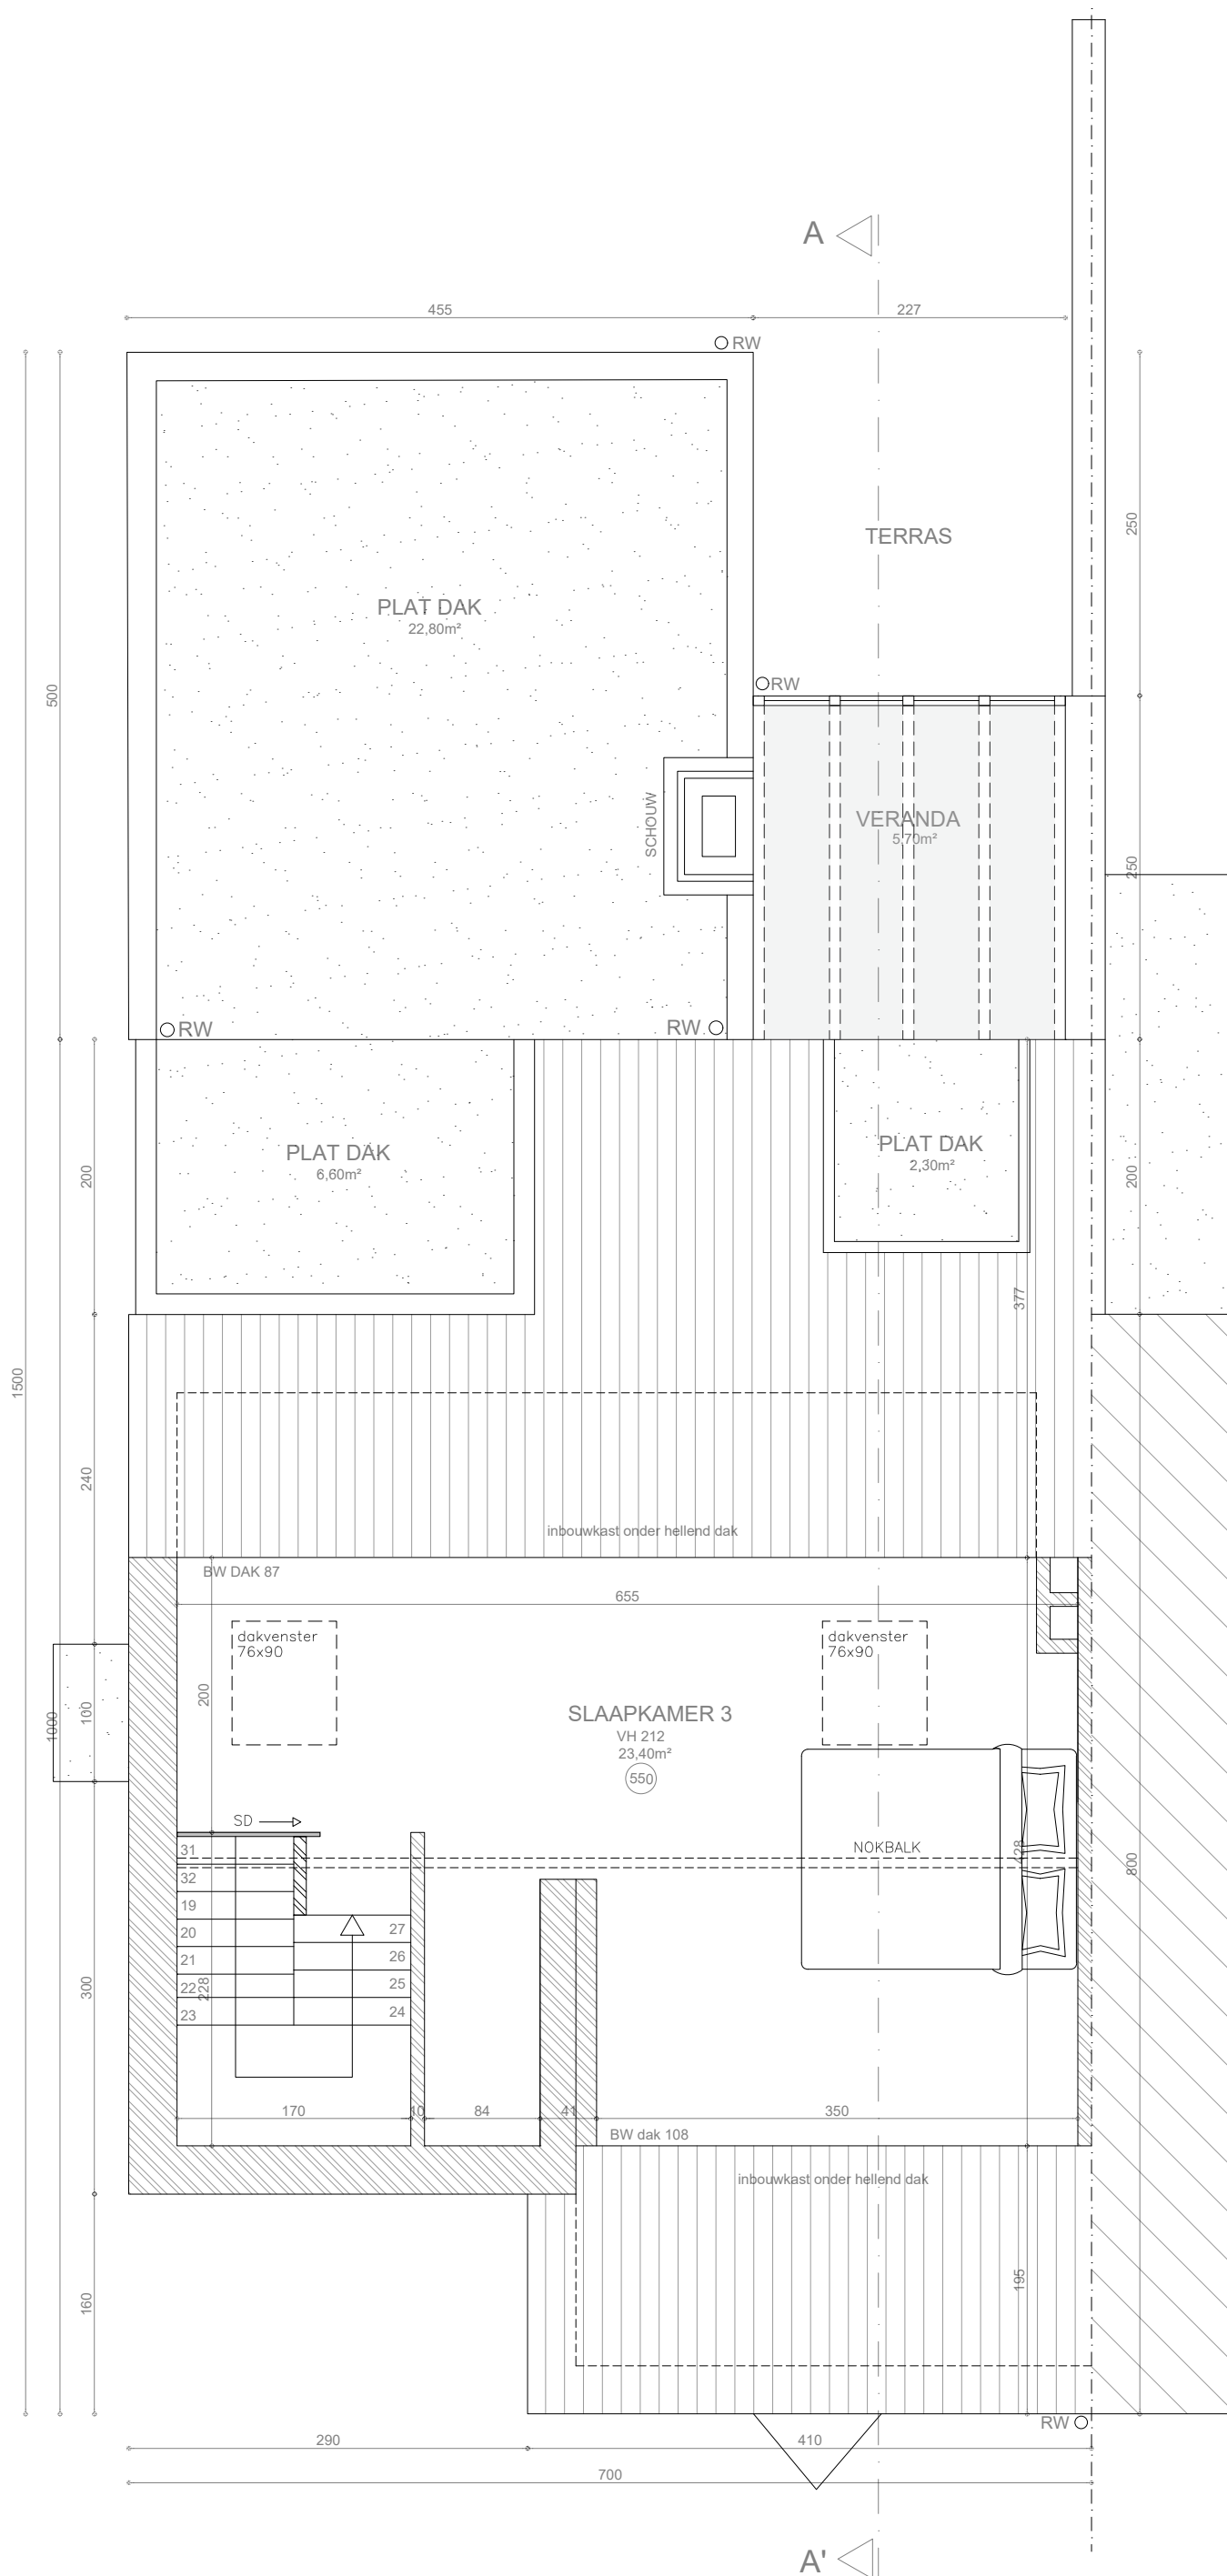 A
455
227
RW
250
TERRAS
PLAT DAK
22,80m²
500
RW
SCHOUW
VERANDA
5,70m²
250
RW
RW
PLAT DAK
6,60m²
PLAT DAK
2,30m²
200
200
377
1500
240
inbouwkast onder hellend dak
BW DAK 87
655
dakvenster
76x90
dakvenster
76x90
200
100
1000
SLAAPKAMER 3
VH 212
23,40m²
550
SD
NOKBALK
428
800
31
32
19
20
21
22
23
27
26
25
24
228
300
170
10
84
41
350
BW dak 108
inbouwkast onder hellend dak
195
160
RW
290
410
700
A'